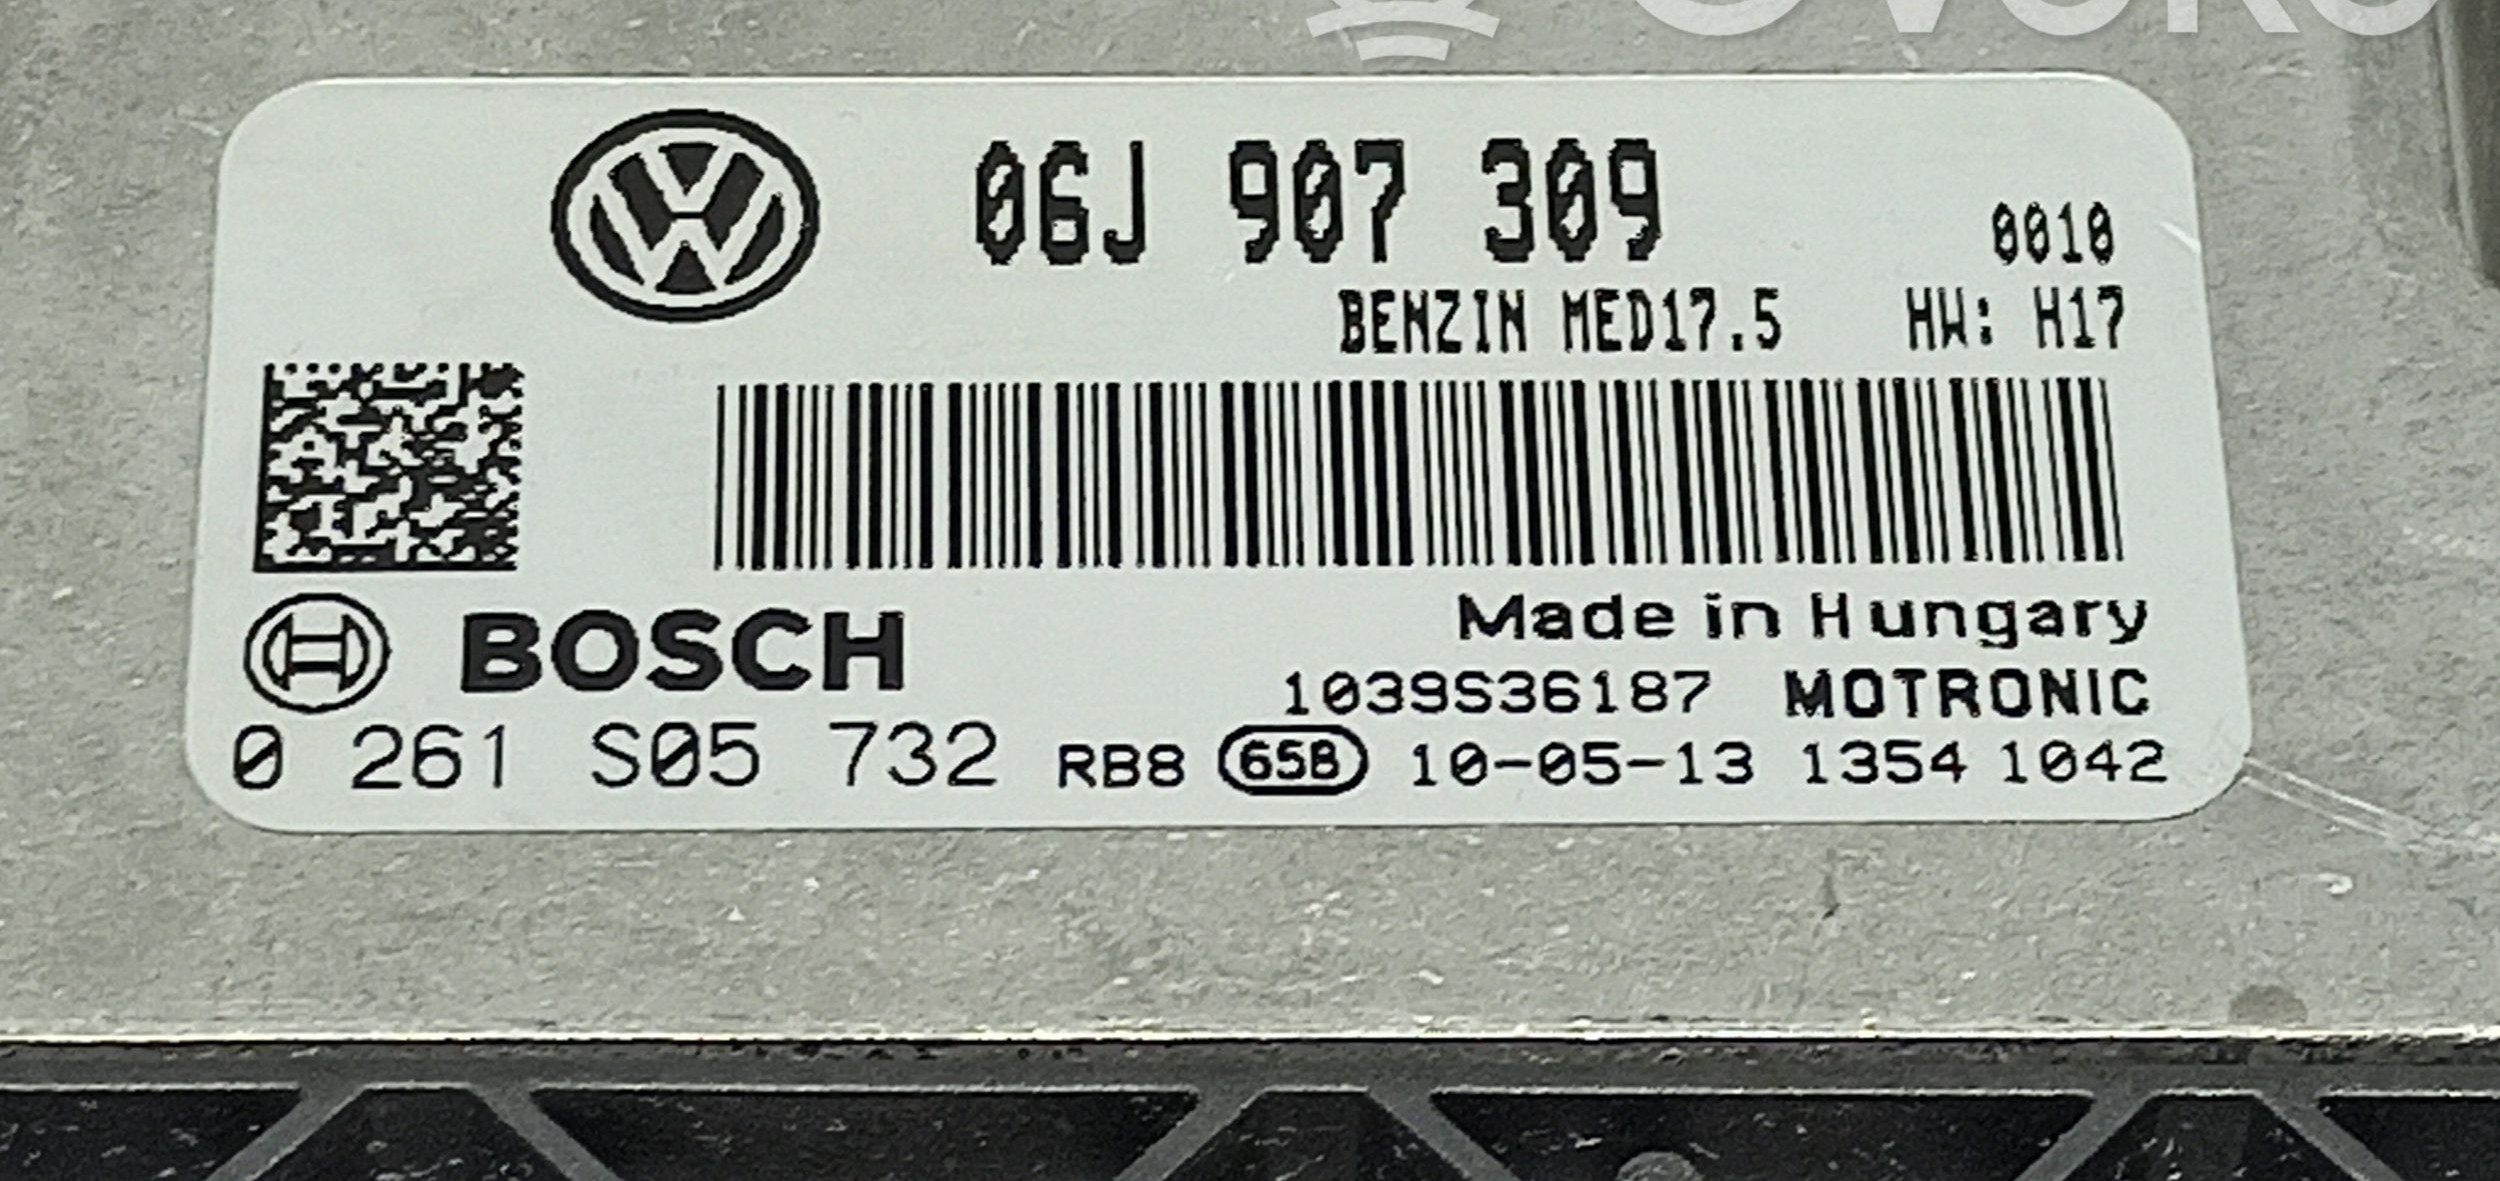 06J 907 309
0010
BENZIN MED17.5 HW: H17
Made in Hungary
BOSCH
1039S36187 MOTRONIC
0 261 S05 732 RB8 658 10-05-13 1354 1042